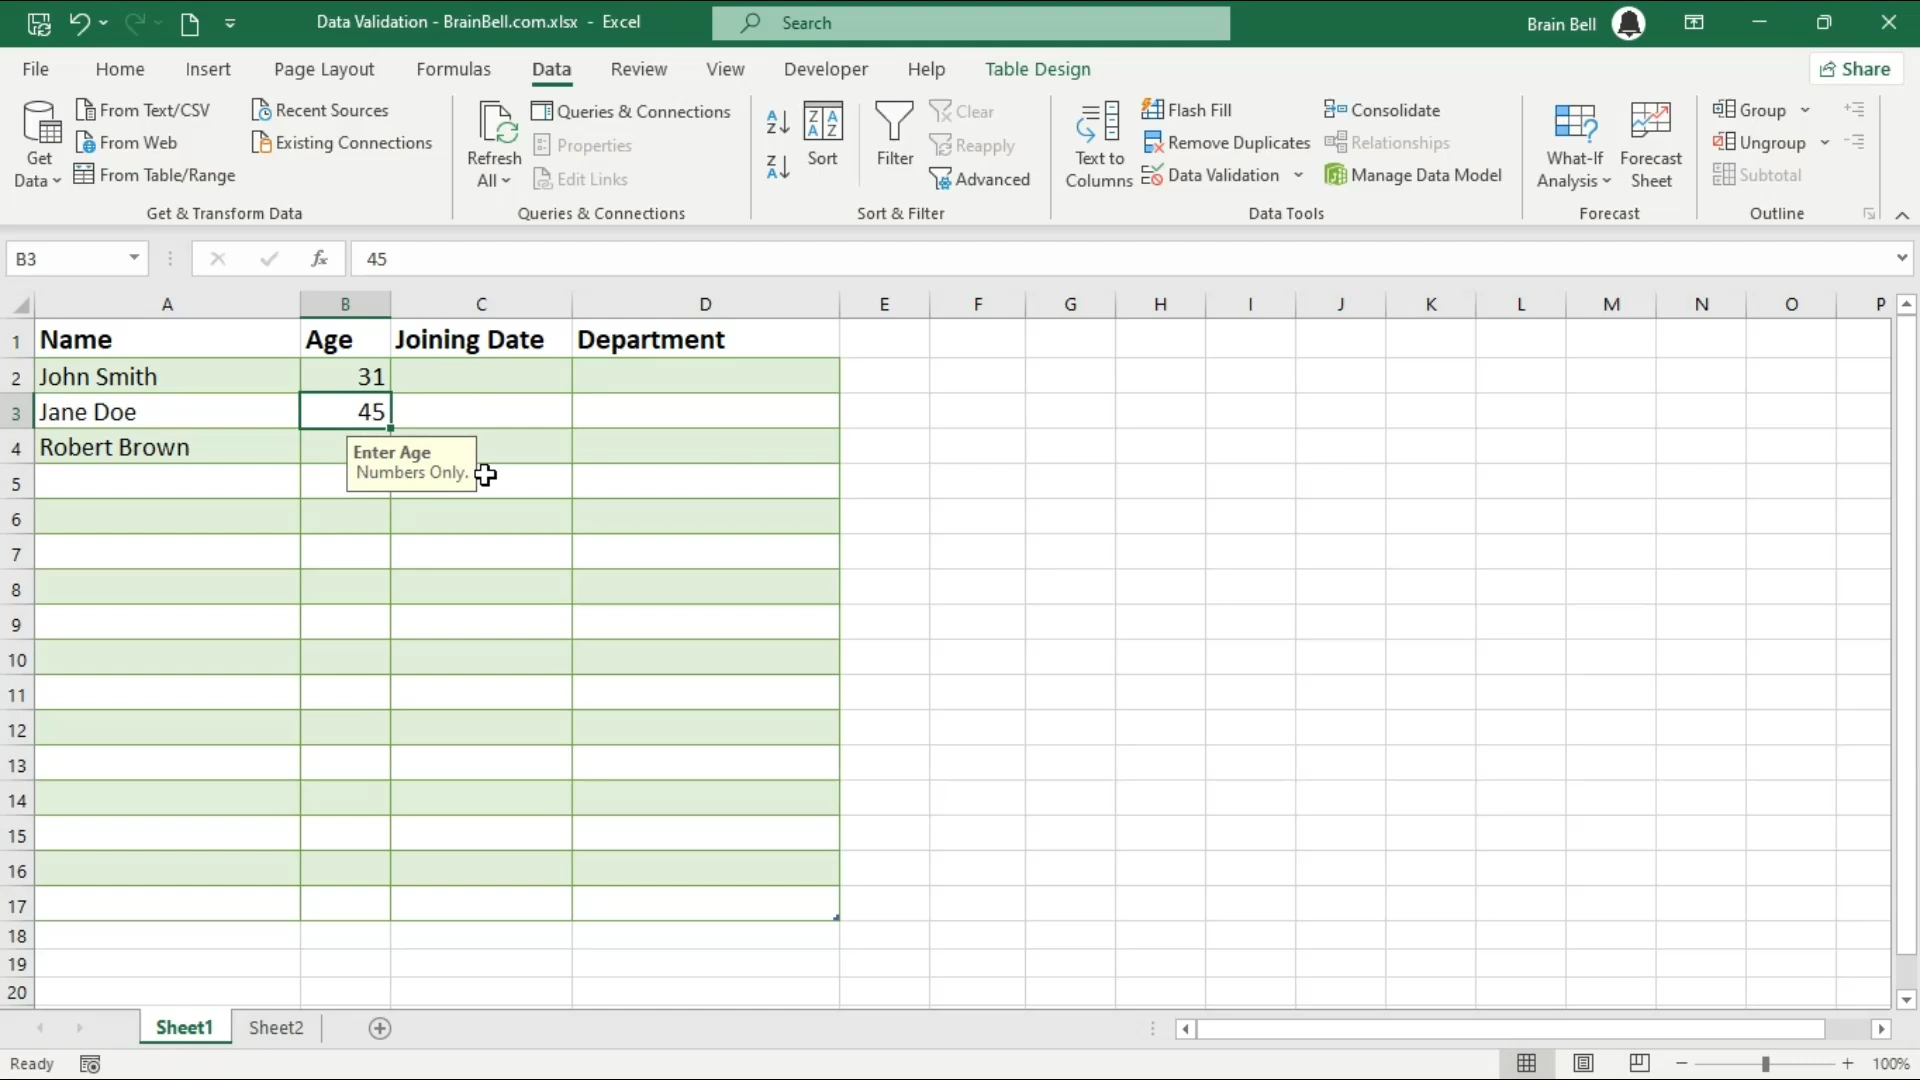 Data Validation - BrainBell.com.xlsx - Excel
Search
Brain Bell
File Home Insert Page Layout Formulas Data Review View Developer Help Table Design Share
Get Data
From Text/CSV
From Web
From Table/Range
Recent Sources
Existing Connections
Get & Transform Data
Refresh All
Queries & Connections
Properties
Edit Links
Queries & Connections
Sort
Filter
Clear
Reapply
Advanced
Sort & Filter
Text to Columns
Flash Fill
Remove Duplicates
Data Validation
Consolidate
Relationships
Manage Data Model
Data Tools
What-If Analysis
Forecast Sheet
Forecast
Group
Ungroup
Subtotal
Outline
B3 fx 45
A B C D E F G H I J K L M N O P
1 Name Age Joining Date Department
2 John Smith 31
3 Jane Doe 45
4 Robert Brown
Enter Age
Numbers Only.
5
6
7
8
9
10
11
12
13
14
15
16
17
18
19
20
Sheet1 Sheet2
Ready 100%